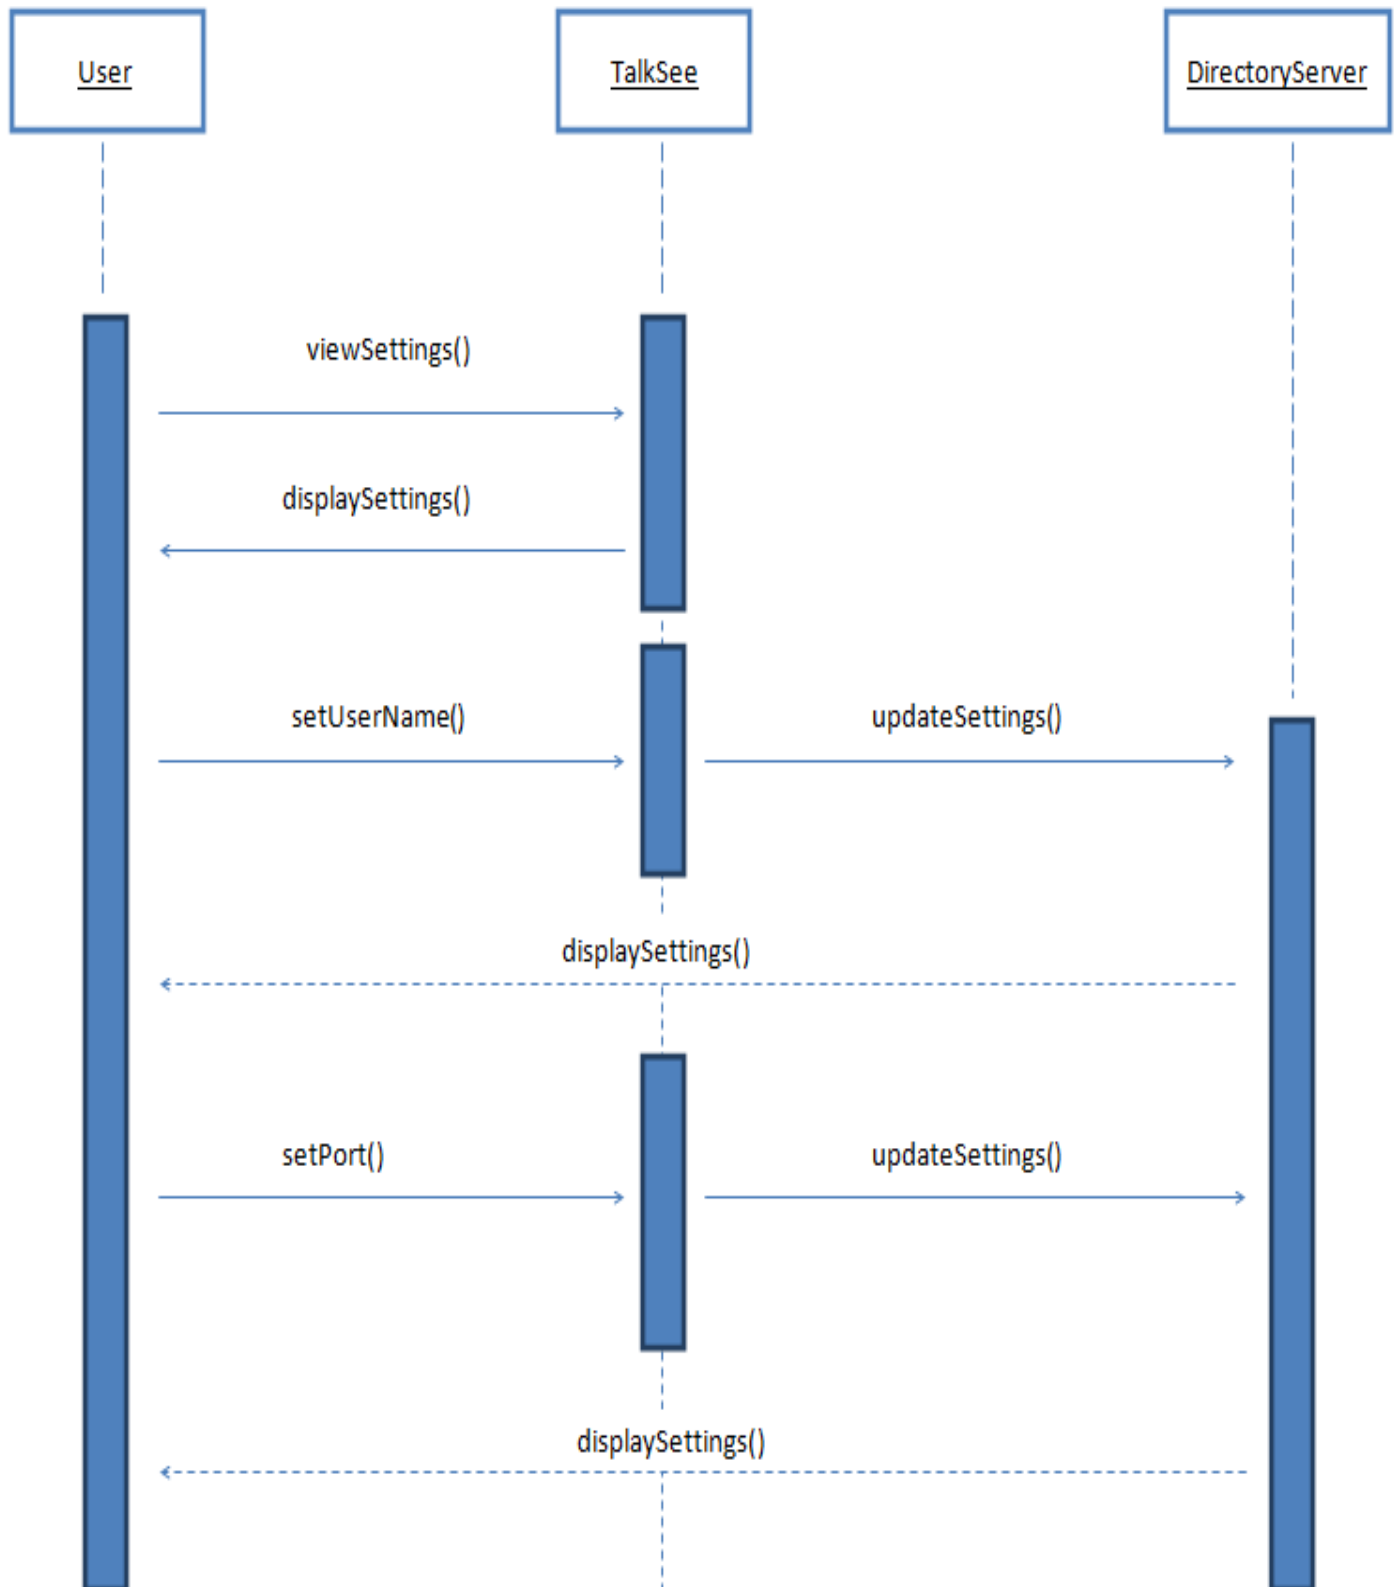 User
TalkSee
DirectoryServer
viewSettings()
displaySettings()
setUserName()
updateSettings()
displaySettings()
setPort()
updateSettings()
displaySettings()